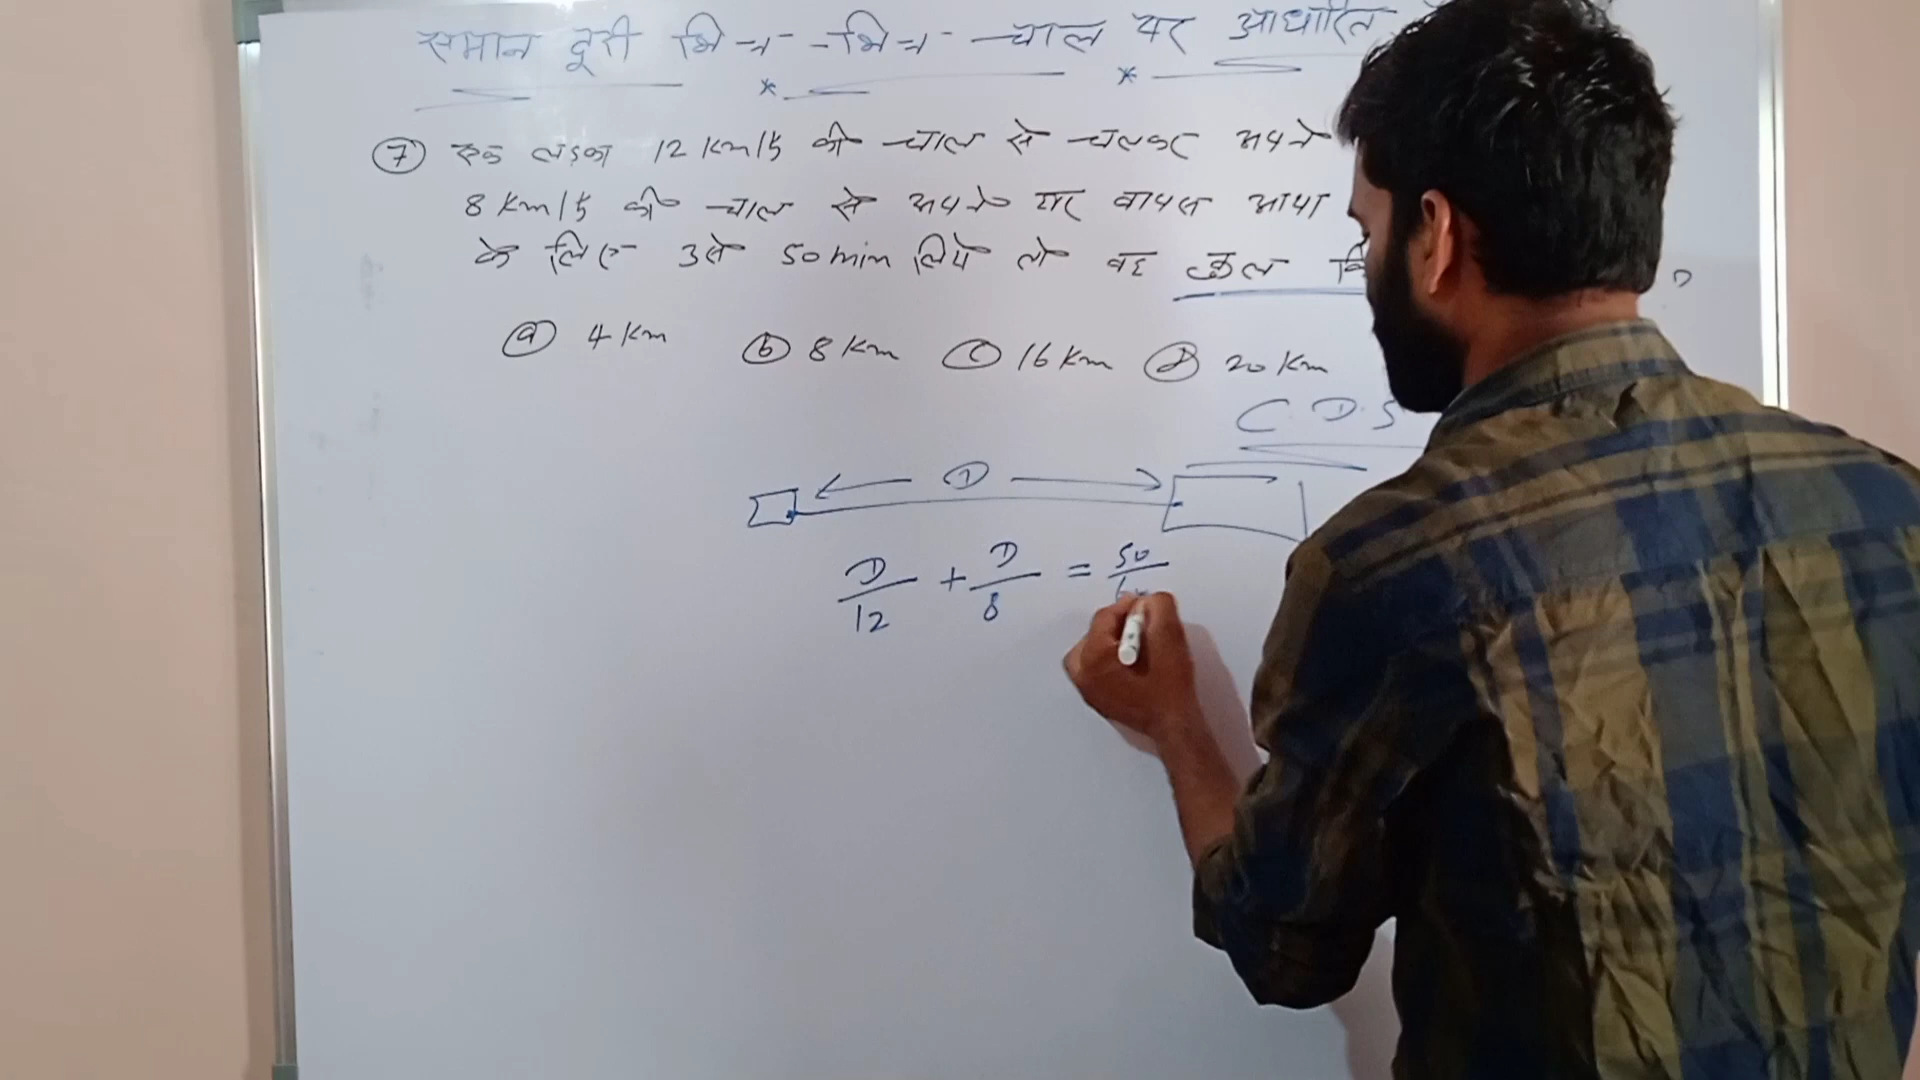 समान दूरी भिन्न-भिन्न चाल पर आधारित
7 एक लड़का 12 Km/h की चाल से चलकर अपने
8 Km/h की चाल से अपने घर वापस आया
के लिए उसे 50 min लिये तो वह कुल
a 4 Km b 8 Km c 16 Km d 20 Km
C.D.S
D
D/12 + D/8 = 50/60